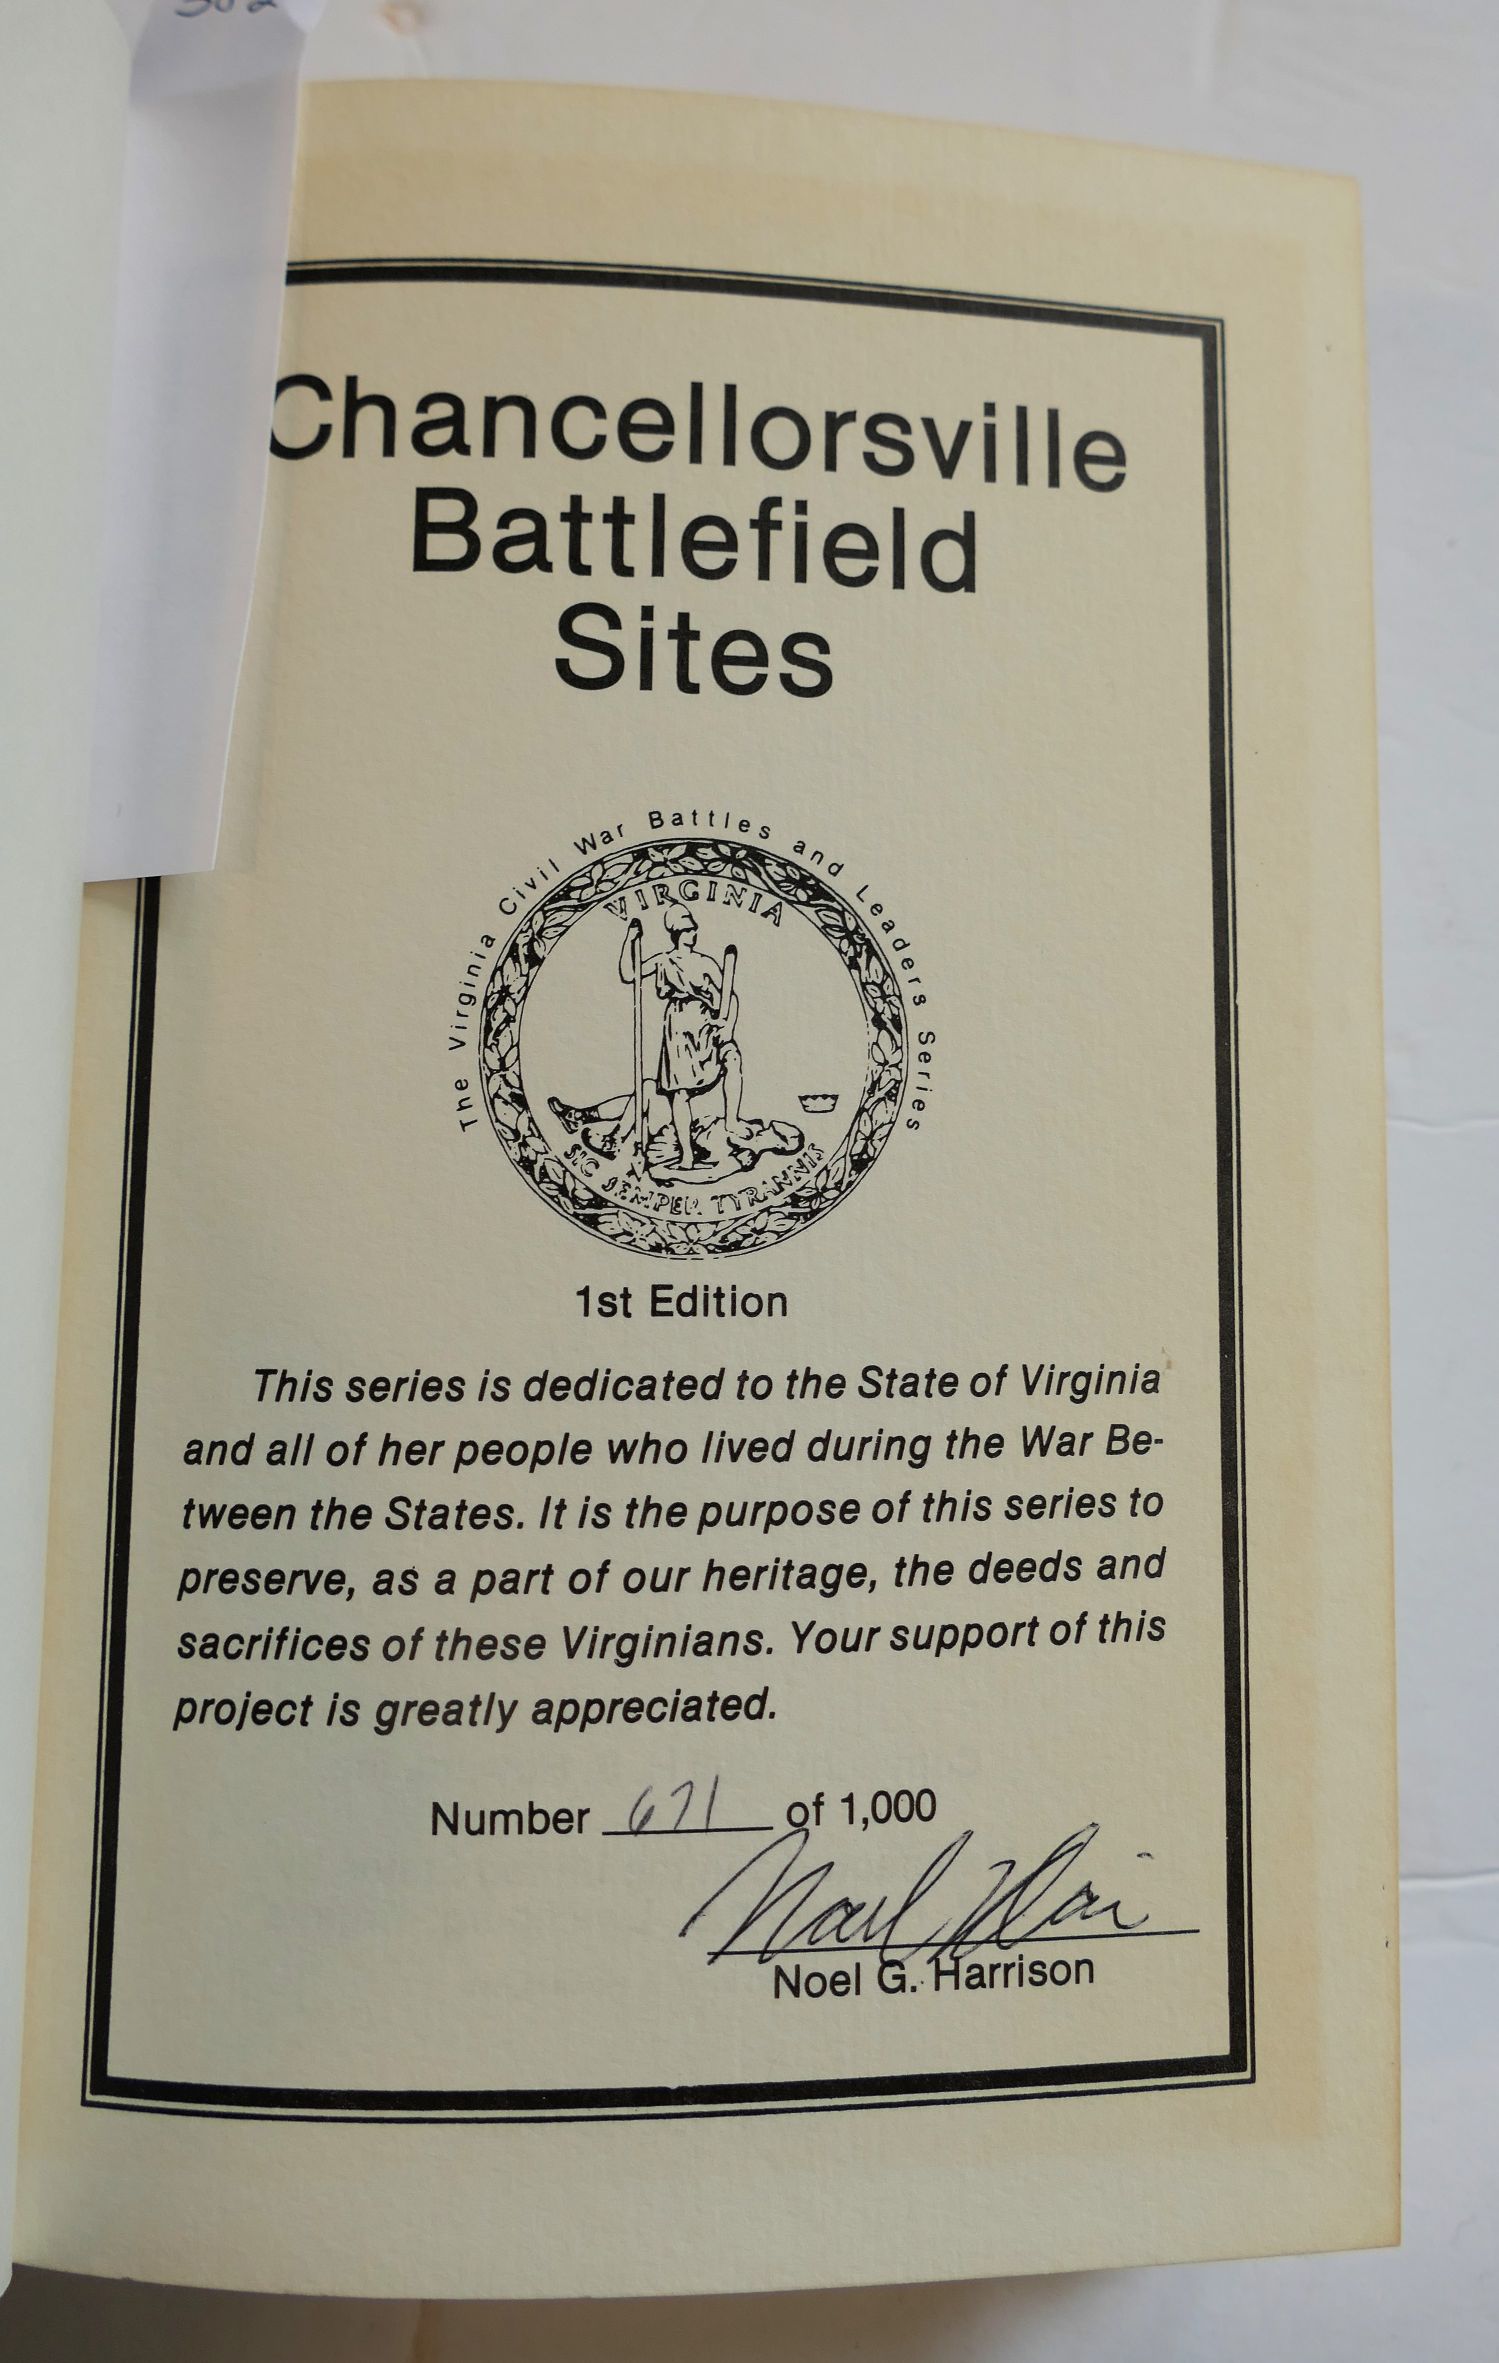 Chancellorsville
Battlefield
Sites
The Virginia Civil War Battles and Leaders Series
VIRGINIA
SIC SEMPER TYRANNIS
1st Edition
This series is dedicated to the State of Virginia
and all of her people who lived during the War Be-
tween the States. It is the purpose of this series to
preserve, as a part of our heritage, the deeds and
sacrifices of these Virginians. Your support of this
project is greatly appreciated.
Number 671 of 1,000
Noel G. Harrison